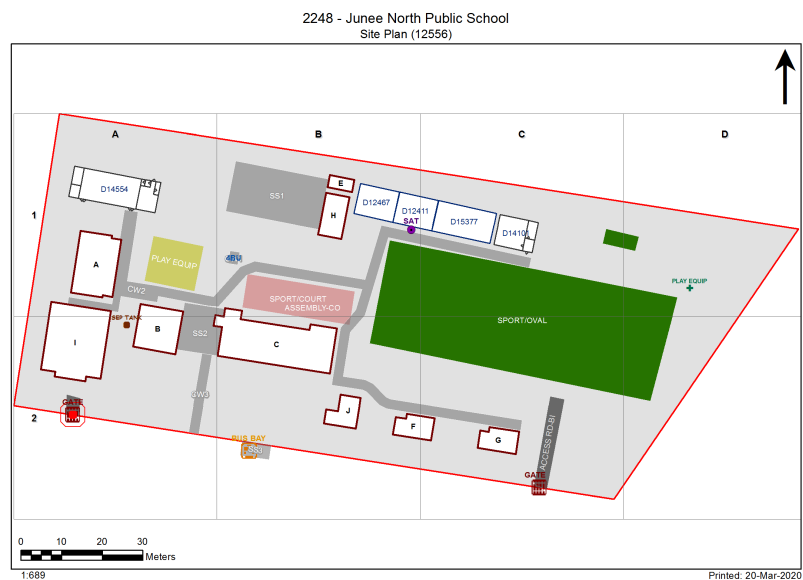 2248 - Junee North Public School
Site Plan (12556)
A B C D
1
D14554
SS1
E
H
D12467
D12411
D15377
D14101
SAT
A
PLAY EQUIP
4BU
CW2
SPORT/COURT
ASSEMBLY-CO
PLAY EQUIP
SEP TANK
I
B
SS2
C
SPORT/OVAL
CW3
2
GATE
J
F
G
ACCESS RD-BI
BUS BAY
SS3
GATE
0 10 20 30
Meters
1:689
Printed: 20-Mar-2020